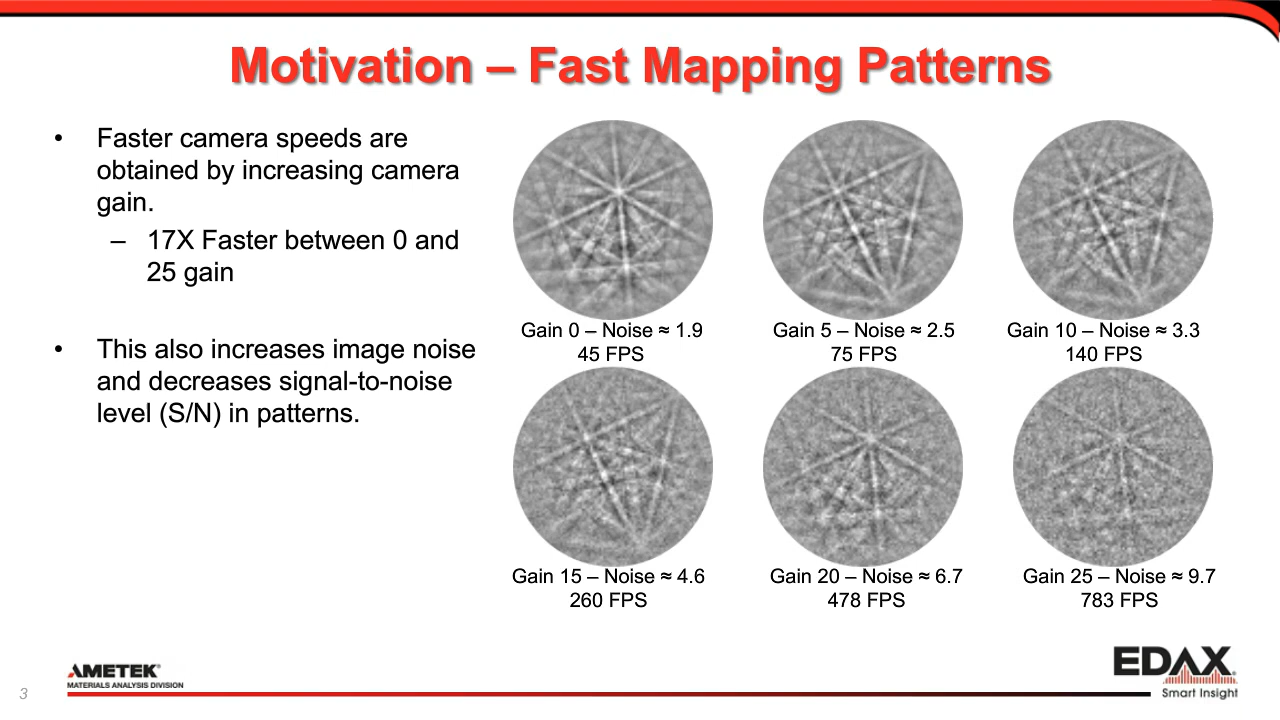 Motivation – Fast Mapping Patterns
• Faster camera speeds are
obtained by increasing camera
gain.
– 17X Faster between 0 and
25 gain
• This also increases image noise
and decreases signal-to-noise
level (S/N) in patterns.
Gain 0 – Noise ≈ 1.9
45 FPS
Gain 5 – Noise ≈ 2.5
75 FPS
Gain 10 – Noise ≈ 3.3
140 FPS
Gain 15 – Noise ≈ 4.6
260 FPS
Gain 20 – Noise ≈ 6.7
478 FPS
Gain 25 – Noise ≈ 9.7
783 FPS
3
AMETEK®
MATERIALS ANALYSIS DIVISION
EDAX
Smart Insight